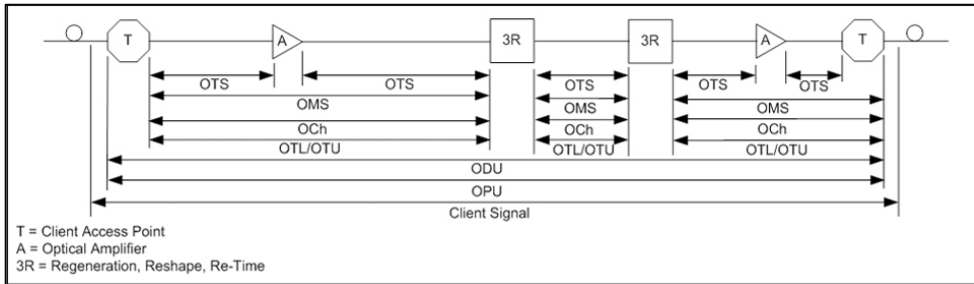 T A 3R 3R A T
OTS OTS OTS OTS OTS
OMS OMS OMS
OCh OCh OCh
OTL/OTU OTL/OTU OTL/OTU
ODU
OPU
Client Signal
T = Client Access Point
A = Optical Amplifier
3R = Regeneration, Reshape, Re-Time